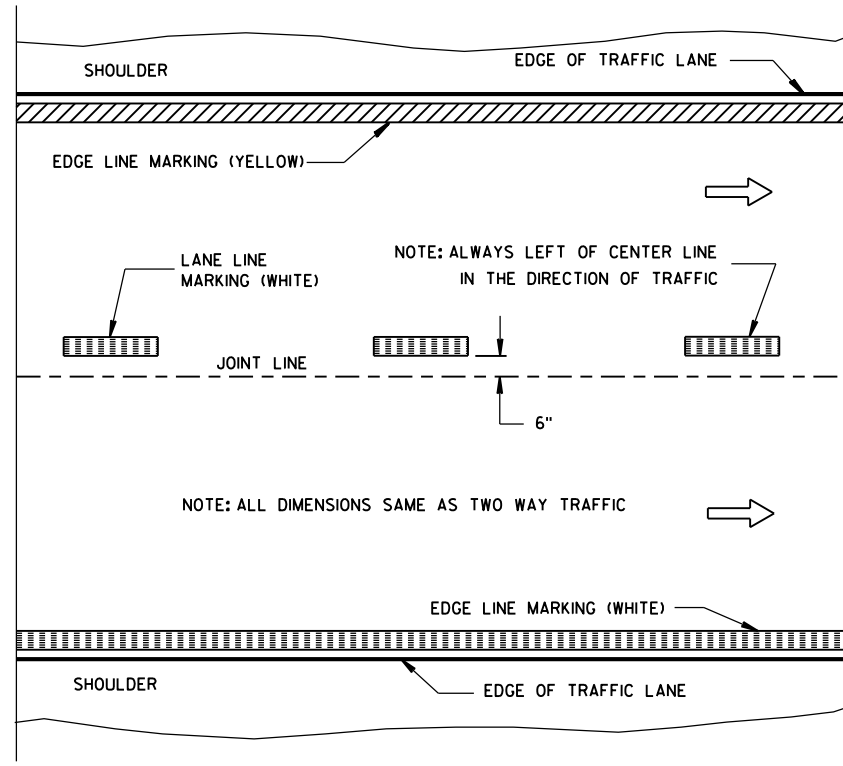 EDGE OF TRAFFIC LANE
SHOULDER
EDGE LINE MARKING (YELLOW)
NOTE: ALWAYS LEFT OF CENTER LINE
IN THE DIRECTION OF TRAFFIC
LANE LINE
MARKING (WHITE)
JOINT LINE
6"
NOTE: ALL DIMENSIONS SAME AS TWO WAY TRAFFIC
EDGE LINE MARKING (WHITE)
SHOULDER
EDGE OF TRAFFIC LANE